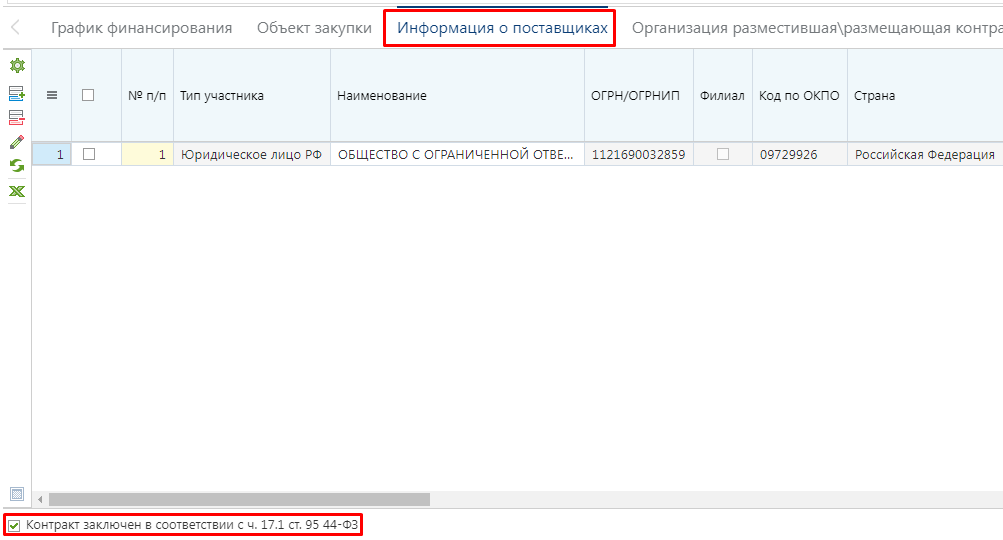 График финансирования Объект закупки Информация о поставщиках Организация разместившая\размещающая контра
№ п/п Тип участника Наименование ОГРН/ОГРНИП Филиал Код по ОКПО Страна
1 1 Юридическое лицо РФ ОБЩЕСТВО С ОГРАНИЧЕННОЙ ОТВЕ... 1121690032859 09729926 Российская Федерация
Контракт заключен в соответствии с ч. 17.1 ст. 95 44-ФЗ